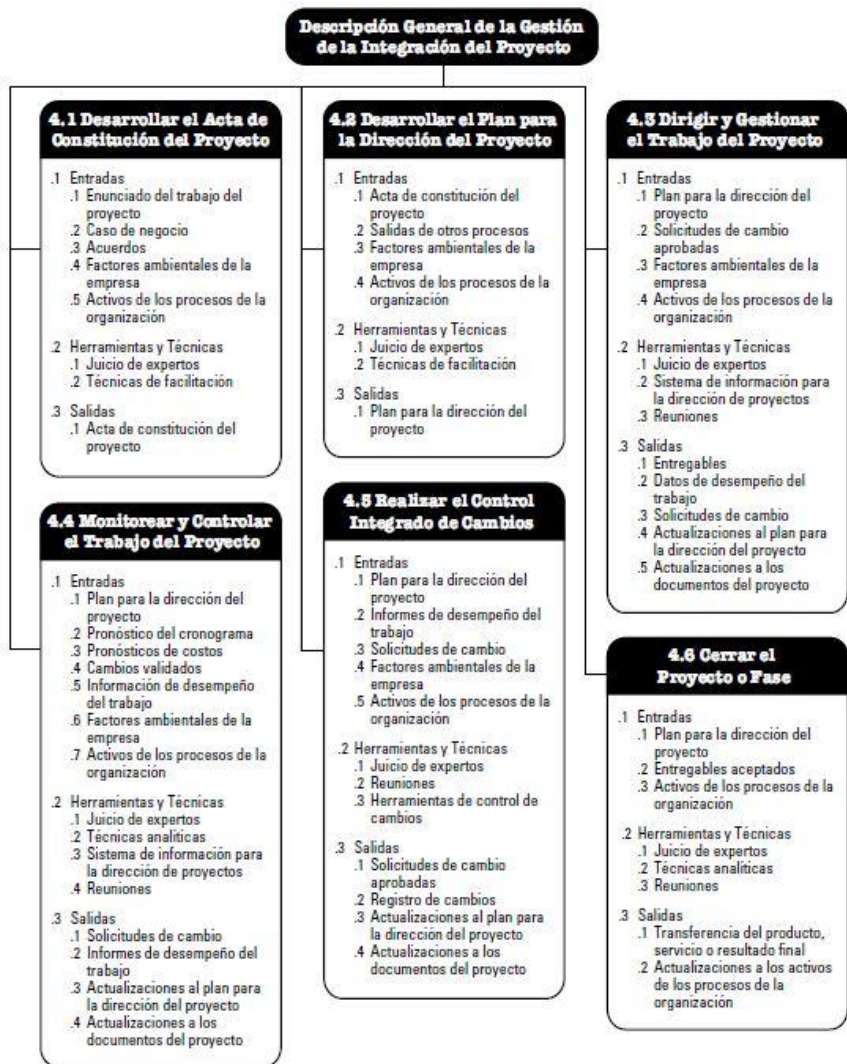 Descripción General de la Gestión
de la Integración del Proyecto
4.1 Desarrollar el Acta de
Constitución del Proyecto
.1 Entradas
.1 Enunciado del trabajo del
proyecto
.2 Caso de negocio
.3 Acuerdos
.4 Factores ambientales de la
empresa
.5 Activos de los procesos de la
organización
.2 Herramientas y Técnicas
.1 Juicio de expertos
.2 Técnicas de facilitación
.3 Salidas
.1 Acta de constitución del
proyecto
4.2 Desarrollar el Plan para
la Dirección del Proyecto
.1 Entradas
.1 Acta de constitución del
proyecto
.2 Salidas de otros procesos
.3 Factores ambientales de la
empresa
.4 Activos de los procesos de la
organización
.2 Herramientas y Técnicas
.1 Juicio de expertos
.2 Técnicas de facilitación
.3 Salidas
.1 Plan para la dirección del
proyecto
4.3 Dirigir y Gestionar
el Trabajo del Proyecto
.1 Entradas
.1 Plan para la dirección del
proyecto
.2 Solicitudes de cambio
aprobadas
.3 Factores ambientales de la
empresa
.4 Activos de los procesos de la
organización
.2 Herramientas y Técnicas
.1 Juicio de expertos
.2 Sistema de información para
la dirección de proyectos
.3 Reuniones
.3 Salidas
.1 Entregables
.2 Datos de desempeño del
trabajo
.3 Solicitudes de cambio
.4 Actualizaciones al plan para
la dirección del proyecto
.5 Actualizaciones a los
documentos del proyecto
4.4 Monitorear y Controlar
el Trabajo del Proyecto
.1 Entradas
.1 Plan para la dirección del
proyecto
.2 Pronóstico del cronograma
.3 Pronósticos de costos
.4 Cambios validados
.5 Información de desempeño
del trabajo
.6 Factores ambientales de la
empresa
.7 Activos de los procesos de la
organización
.2 Herramientas y Técnicas
.1 Juicio de expertos
.2 Técnicas analíticas
.3 Sistema de información para
la dirección de proyectos
.4 Reuniones
.3 Salidas
.1 Solicitudes de cambio
.2 Informes de desempeño del
trabajo
.3 Actualizaciones al plan para
la dirección del proyecto
.4 Actualizaciones a los
documentos del proyecto
4.5 Realizar el Control
Integrado de Cambios
.1 Entradas
.1 Plan para la dirección del
proyecto
.2 Informes de desempeño del
trabajo
.3 Solicitudes de cambio
.4 Factores ambientales de la
empresa
.5 Activos de los procesos de la
organización
.2 Herramientas y Técnicas
.1 Juicio de expertos
.2 Reuniones
.3 Herramientas de control de
cambios
.3 Salidas
.1 Solicitudes de cambio
aprobadas
.2 Registro de cambios
.3 Actualizaciones al plan para
la dirección del proyecto
.4 Actualizaciones a los
documentos del proyecto
4.6 Cerrar el
Proyecto o Fase
.1 Entradas
.1 Plan para la dirección del
proyecto
.2 Entregables aceptados
.3 Activos de los procesos de la
organización
.2 Herramientas y Técnicas
.1 Juicio de expertos
.2 Técnicas analíticas
.3 Reuniones
.3 Salidas
.1 Transferencia del producto,
servicio o resultado final
.2 Actualizaciones a los activos
de los procesos de la
organización